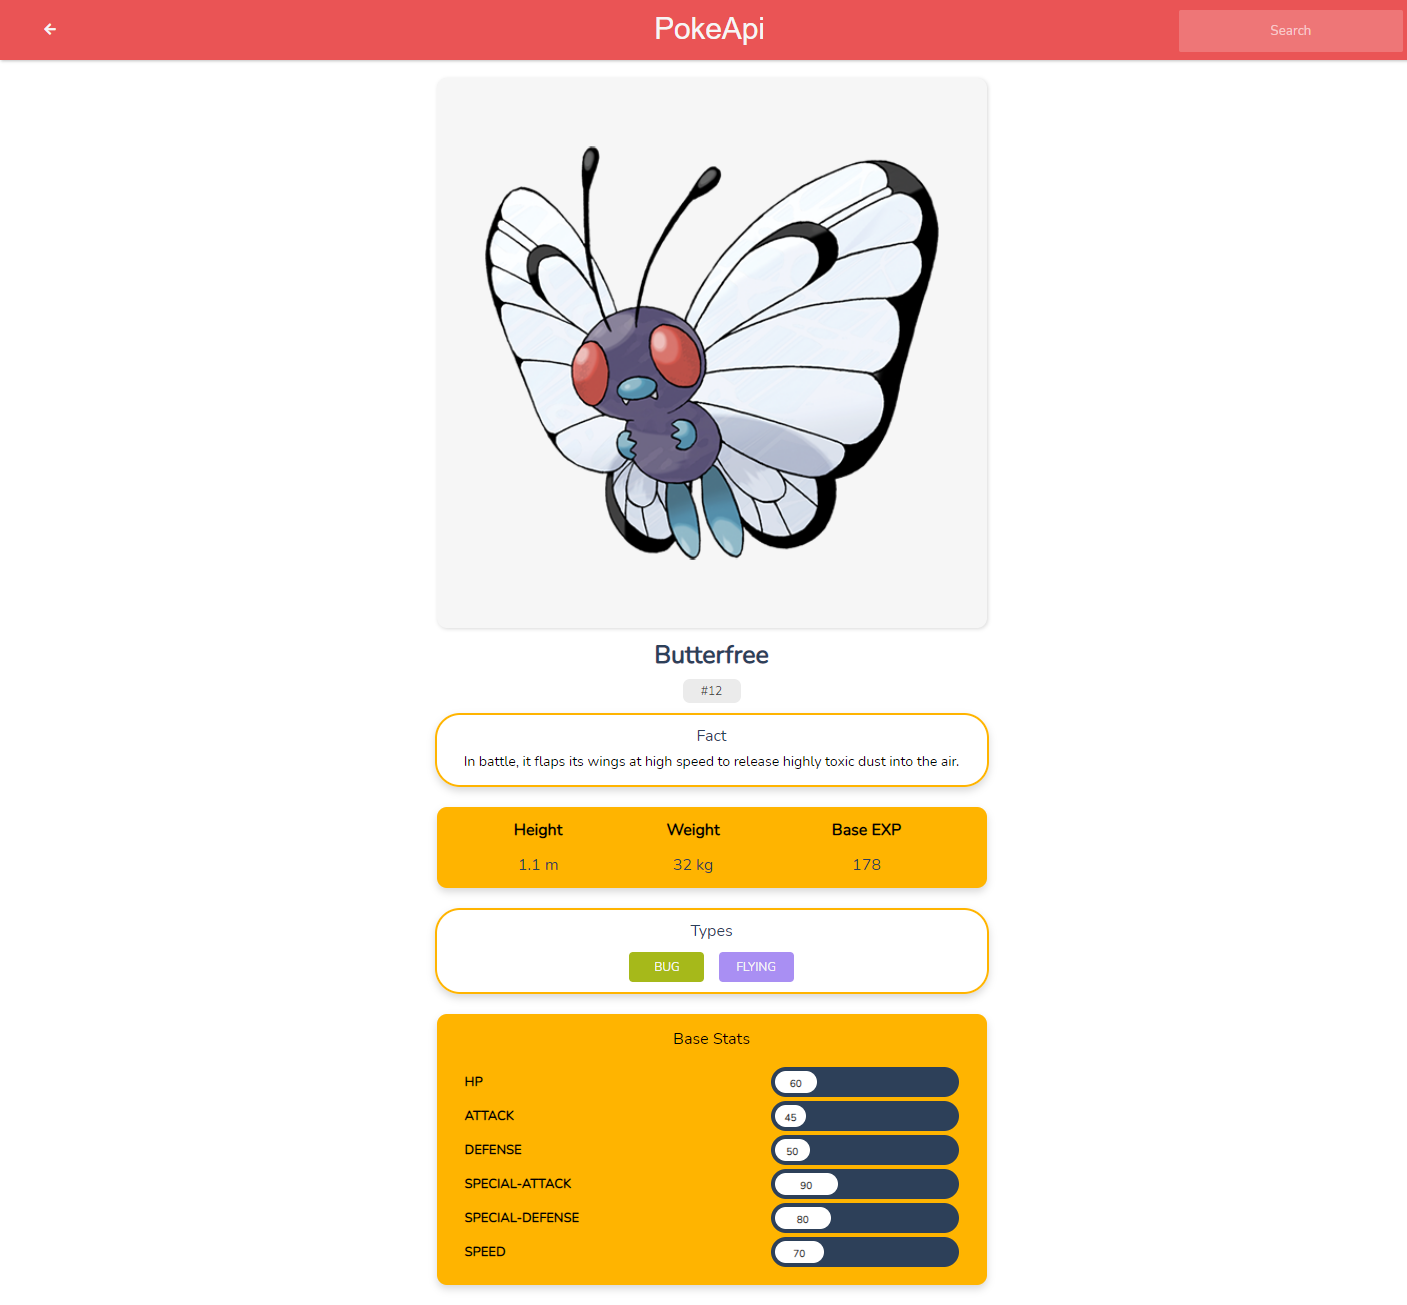 PokeApi
Search
Butterfree
#12
Fact
In battle, it flaps its wings at high speed to release highly toxic dust into the air.
Height Weight Base EXP
1.1 m 32 kg 178
Types
BUG FLYING
Base Stats
HP 60
ATTACK 45
DEFENSE 50
SPECIAL-ATTACK 90
SPECIAL-DEFENSE 80
SPEED 70